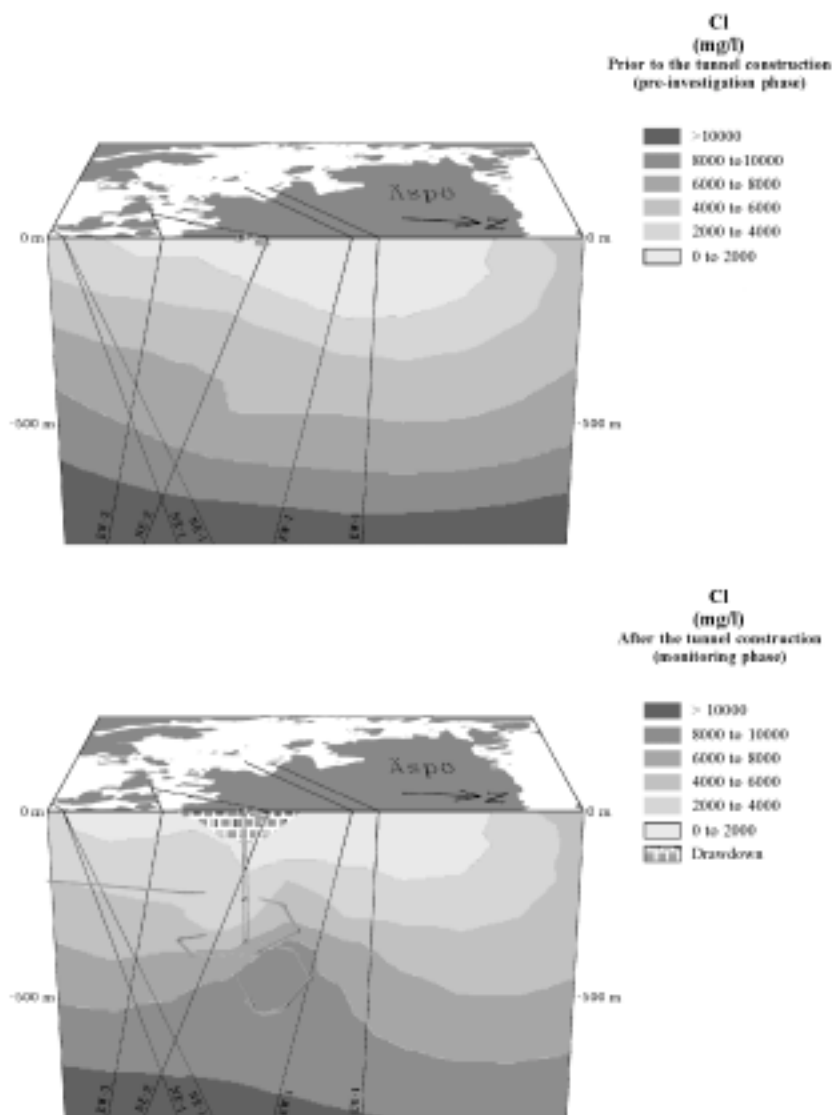 Cl
(mg/l)
Prior to the tunnel construction
(pre-investigation phase)
>10000
8000 to10000
6000 to 8000
4000 to 6000
2000 to 4000
0 to 2000
Äspö
N
0 m
0 m
-500 m
-500 m
Cl
(mg/l)
After the tunnel construction
(monitoring phase)
> 10000
8000 to 10000
6000 to 8000
4000 to 6000
2000 to 4000
0 to 2000
Drawdown
Äspö
N
0 m
0 m
-500 m
-500 m